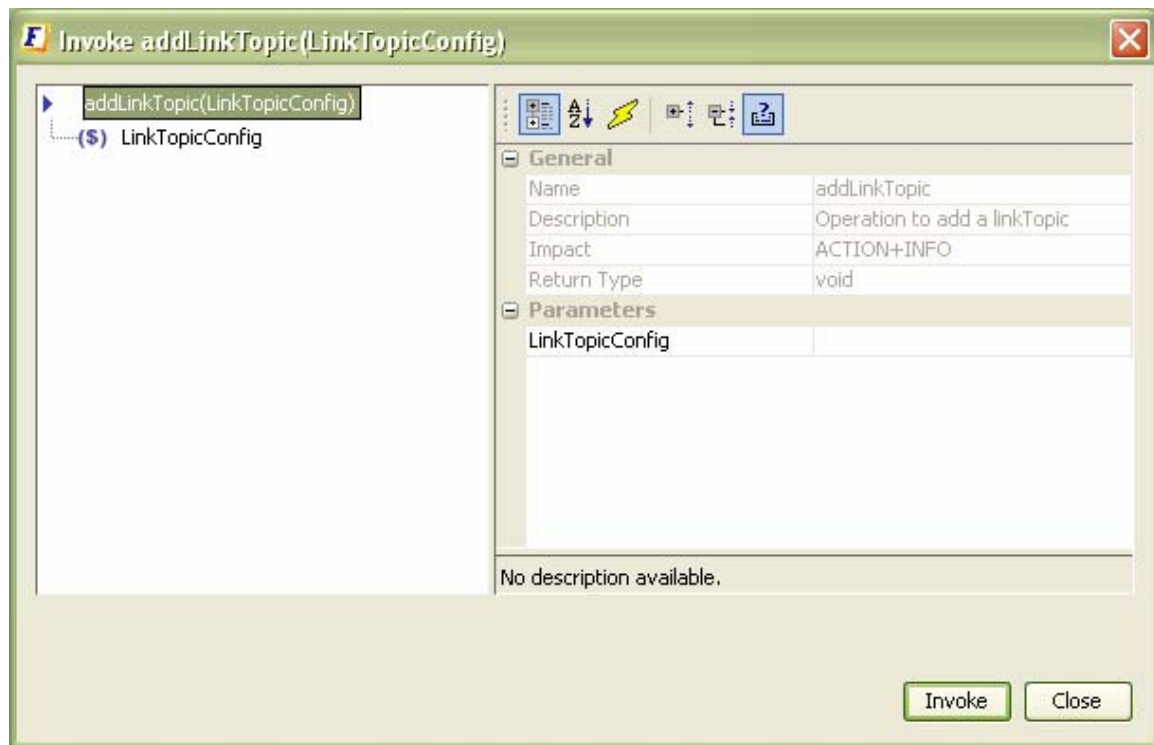 Invoke addLinkTopic(LinkTopicConfig)
addLinkTopic(LinkTopicConfig)
($) LinkTopicConfig
General
Name addLinkTopic
Description Operation to add a linkTopic
Impact ACTION+INFO
Return Type void
Parameters
LinkTopicConfig
No description available.
Invoke Close